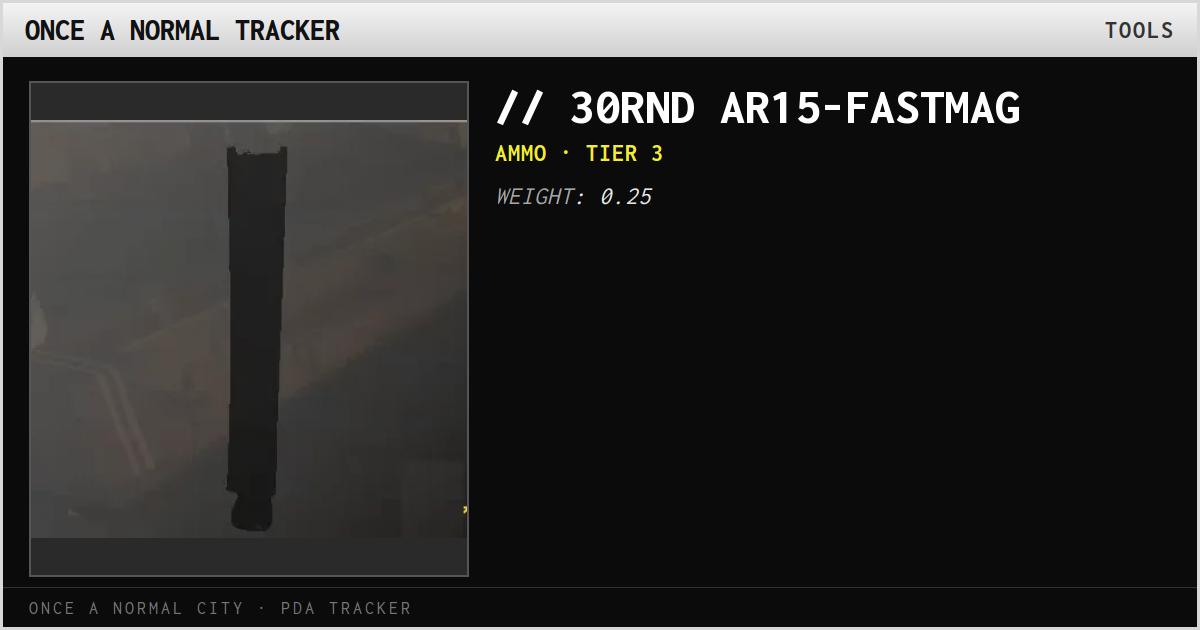 ONCE A NORMAL TRACKER
TOOLS
// 30RND AR15-FASTMAG
AMMO · TIER 3
WEIGHT: 0.25
ONCE A NORMAL CITY · PDA TRACKER